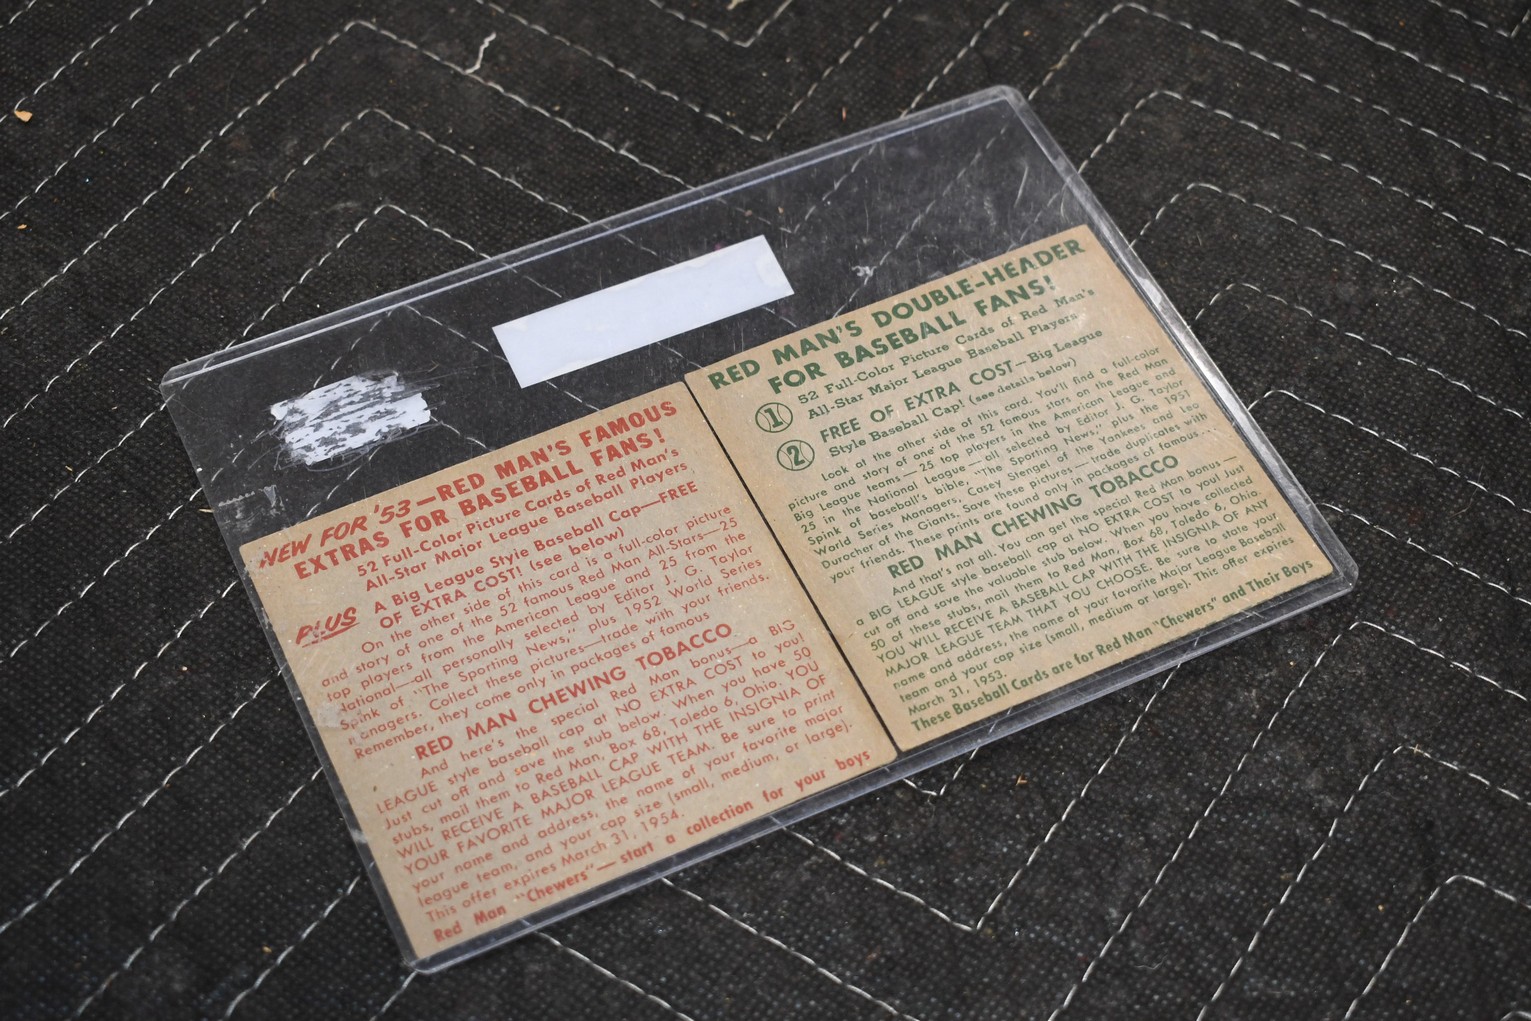 NEW FOR '53—RED MAN'S FAMOUS
EXTRAS FOR BASEBALL FANS!
52 Full-Color Picture Cards of Red Man's
All-Star Major League Baseball Players
PLUS
A Big League Style Baseball Cap—FREE
OF EXTRA COST! (see below)
On the other side of this card is a full-color picture
and story of one of the 52 famous Red Man All-Stars—25
top players from the American League and 25 from the
National—all personally selected by Editor J. G. Taylor
Spink of "The Sporting News," plus 1952 World Series
managers. Collect these pictures—trade with your friends.
Remember, they come only in packages of famous
RED MAN CHEWING TOBACCO
And here's the special Red Man bonus—a BIG
LEAGUE style baseball cap at NO EXTRA COST to you!
Just cut off and save the stub below. When you have 50
stubs, mail them to Red Man, Box 68, Toledo 6, Ohio. YOU
WILL RECEIVE A BASEBALL CAP WITH THE INSIGNIA OF
YOUR FAVORITE MAJOR LEAGUE TEAM. Be sure to print
your name and address, the name of your favorite major
league team, and your cap size (small, medium, or large).
This offer expires March 31, 1954.
Red Man "Chewers"—start a collection for your boys
RED MAN'S DOUBLE-HEADER
FOR BASEBALL FANS!
1 52 Full-Color Picture Cards of Red Man's
All-Star Major League Baseball Players
2 FREE OF EXTRA COST—Big League
Style Baseball Cap! (see details below)
Look at the other side of this card. You'll find a full-color
picture and story of one of the 52 famous stars on the Red Man
Big League teams—25 top players in the American League and
25 in the National League—all selected by Editor J. G. Taylor
Spink of baseball's bible, "The Sporting News," plus the 1951
World Series Managers, Casey Stengel of the Yankees and Leo
Durocher of the Giants. Save these pictures—trade duplicates with
your friends. These prints are found only in packages of famous...
RED MAN CHEWING TOBACCO
And that's not all. You can get the special Red Man bonus—
a BIG LEAGUE style baseball cap at NO EXTRA COST to you! Just
cut off and save the valuable stub below. When you have collected
50 of these stubs, mail them to Red Man, Box 68, Toledo 6, Ohio.
YOU WILL RECEIVE A BASEBALL CAP WITH THE INSIGNIA OF ANY
MAJOR LEAGUE TEAM THAT YOU CHOOSE. Be sure to state your
name and address, the name of your favorite Major League Baseball
team and your cap size (small, medium or large). This offer expires
March 31, 1953.
These Baseball Cards are for Red Man "Chewers" and Their Boys